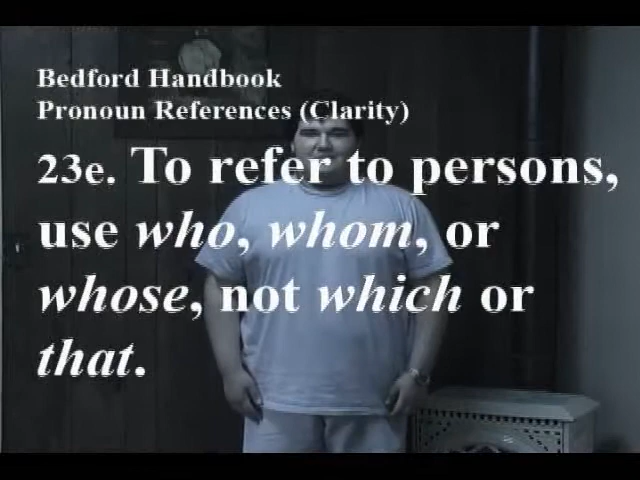 Bedford Handbook
Pronoun References (Clarity)
23e. To refer to persons,
use who, whom, or
whose, not which or
that.